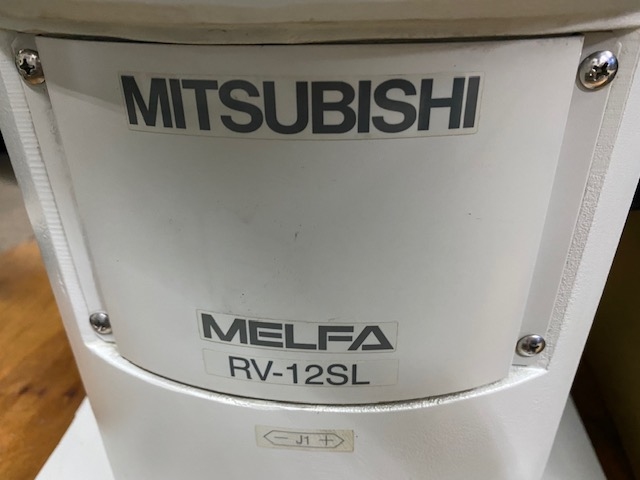 MITSUBISHI
MELFA
RV-12SL
− J1 +